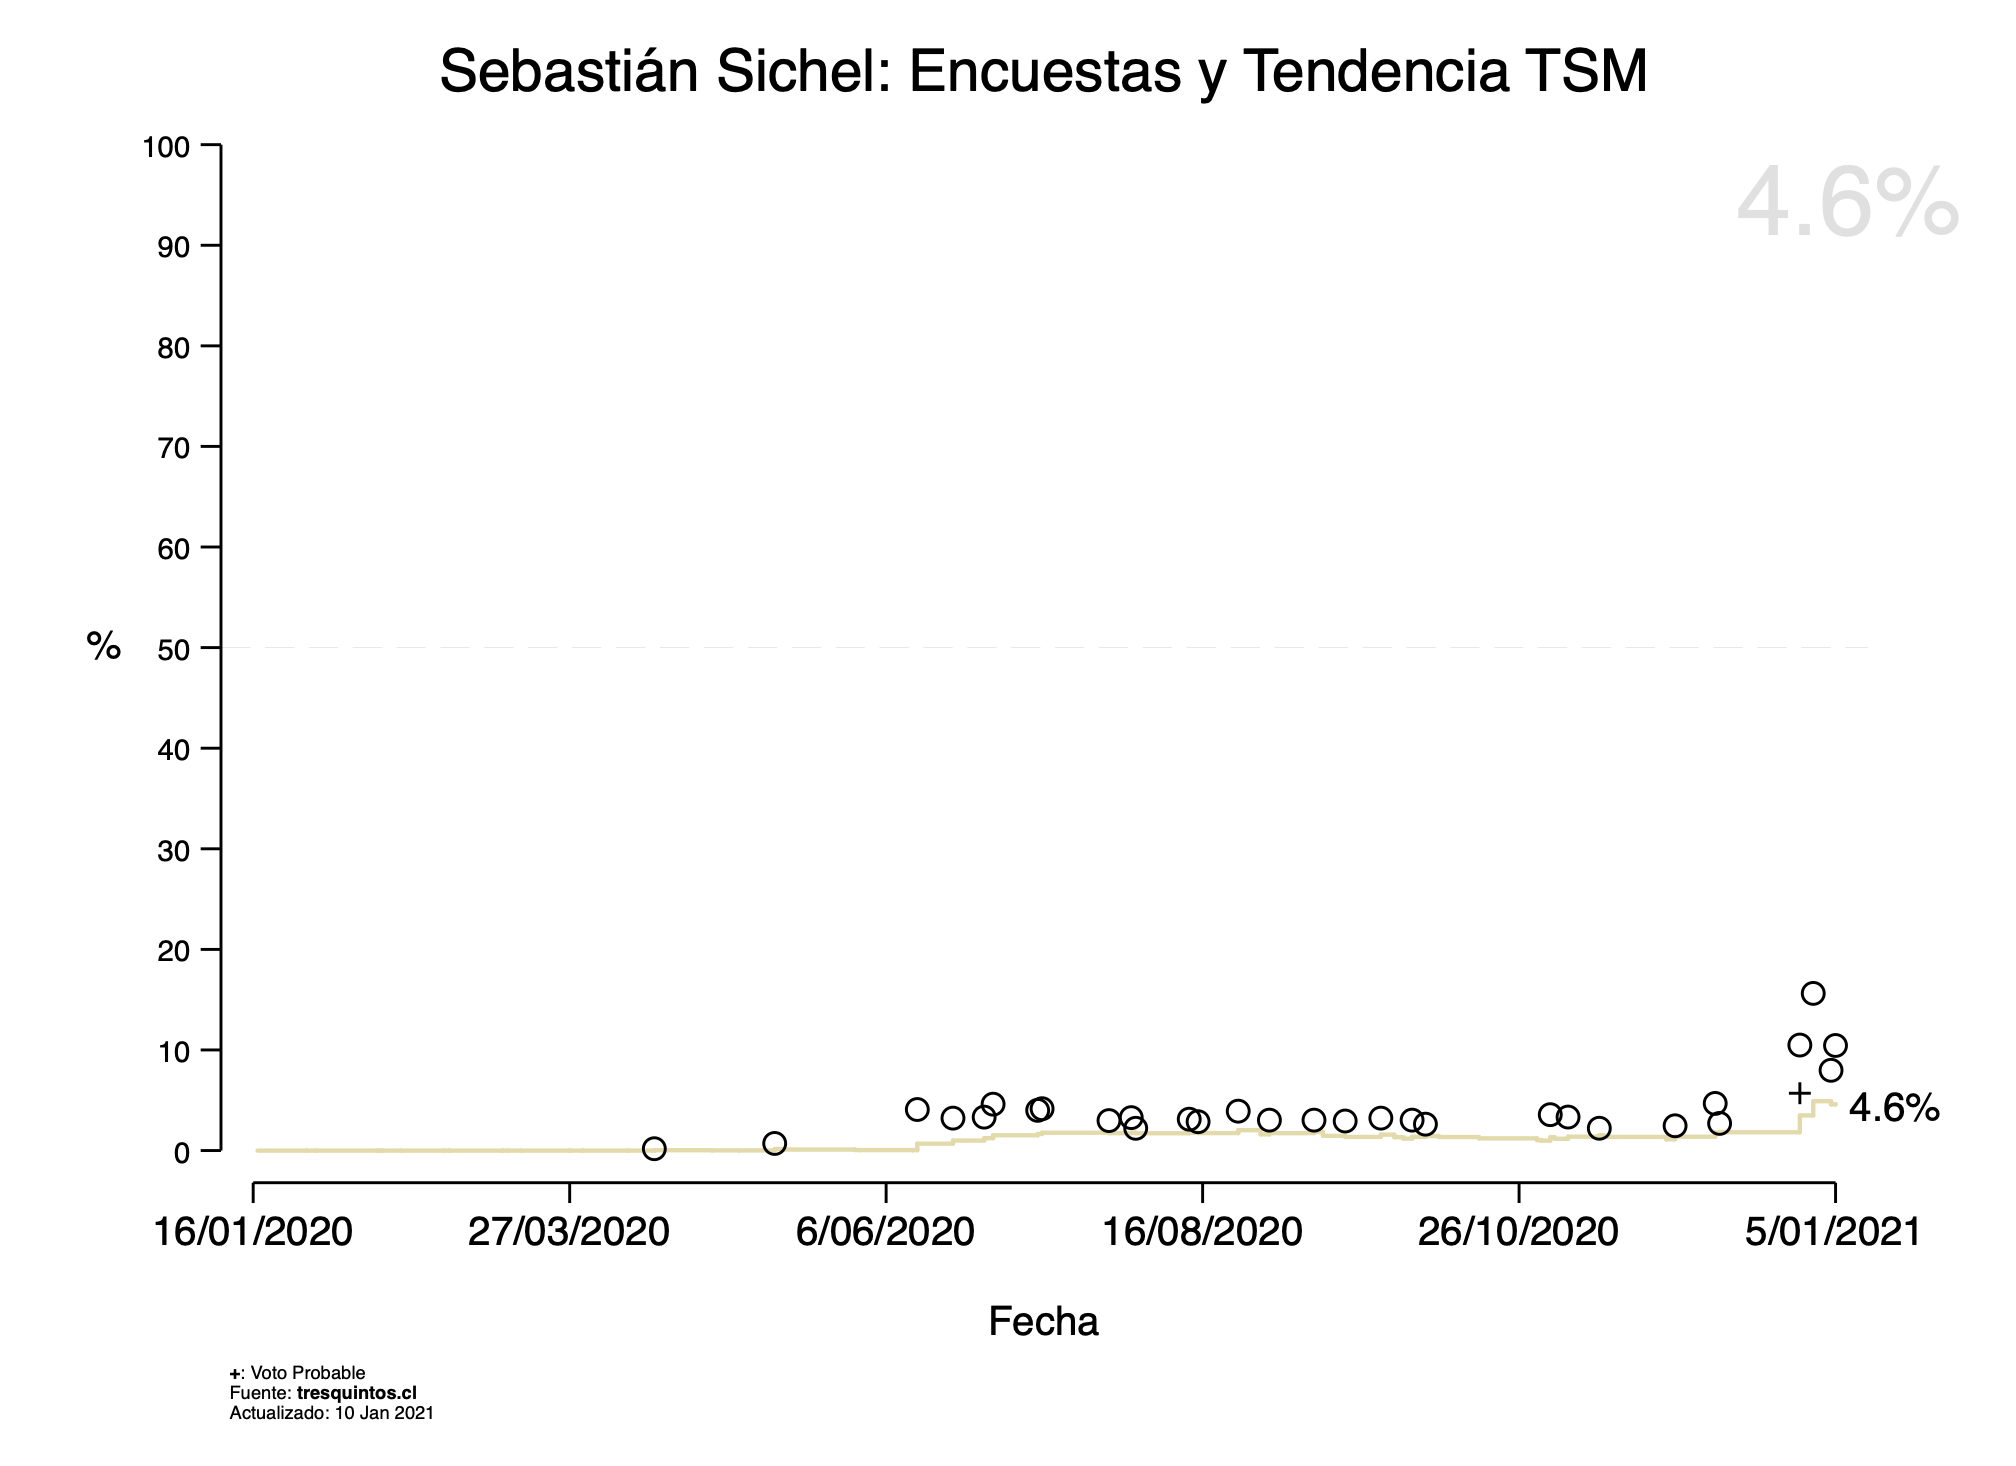 Sebastián Sichel: Encuestas y Tendencia TSM
4.6%
100
90
80
70
60
% 50
40
30
20
10
0
4.6%
16/01/2020 27/03/2020 6/06/2020 16/08/2020 26/10/2020 5/01/2021
Fecha
+: Voto Probable
Fuente: tresquintos.cl
Actualizado: 10 Jan 2021